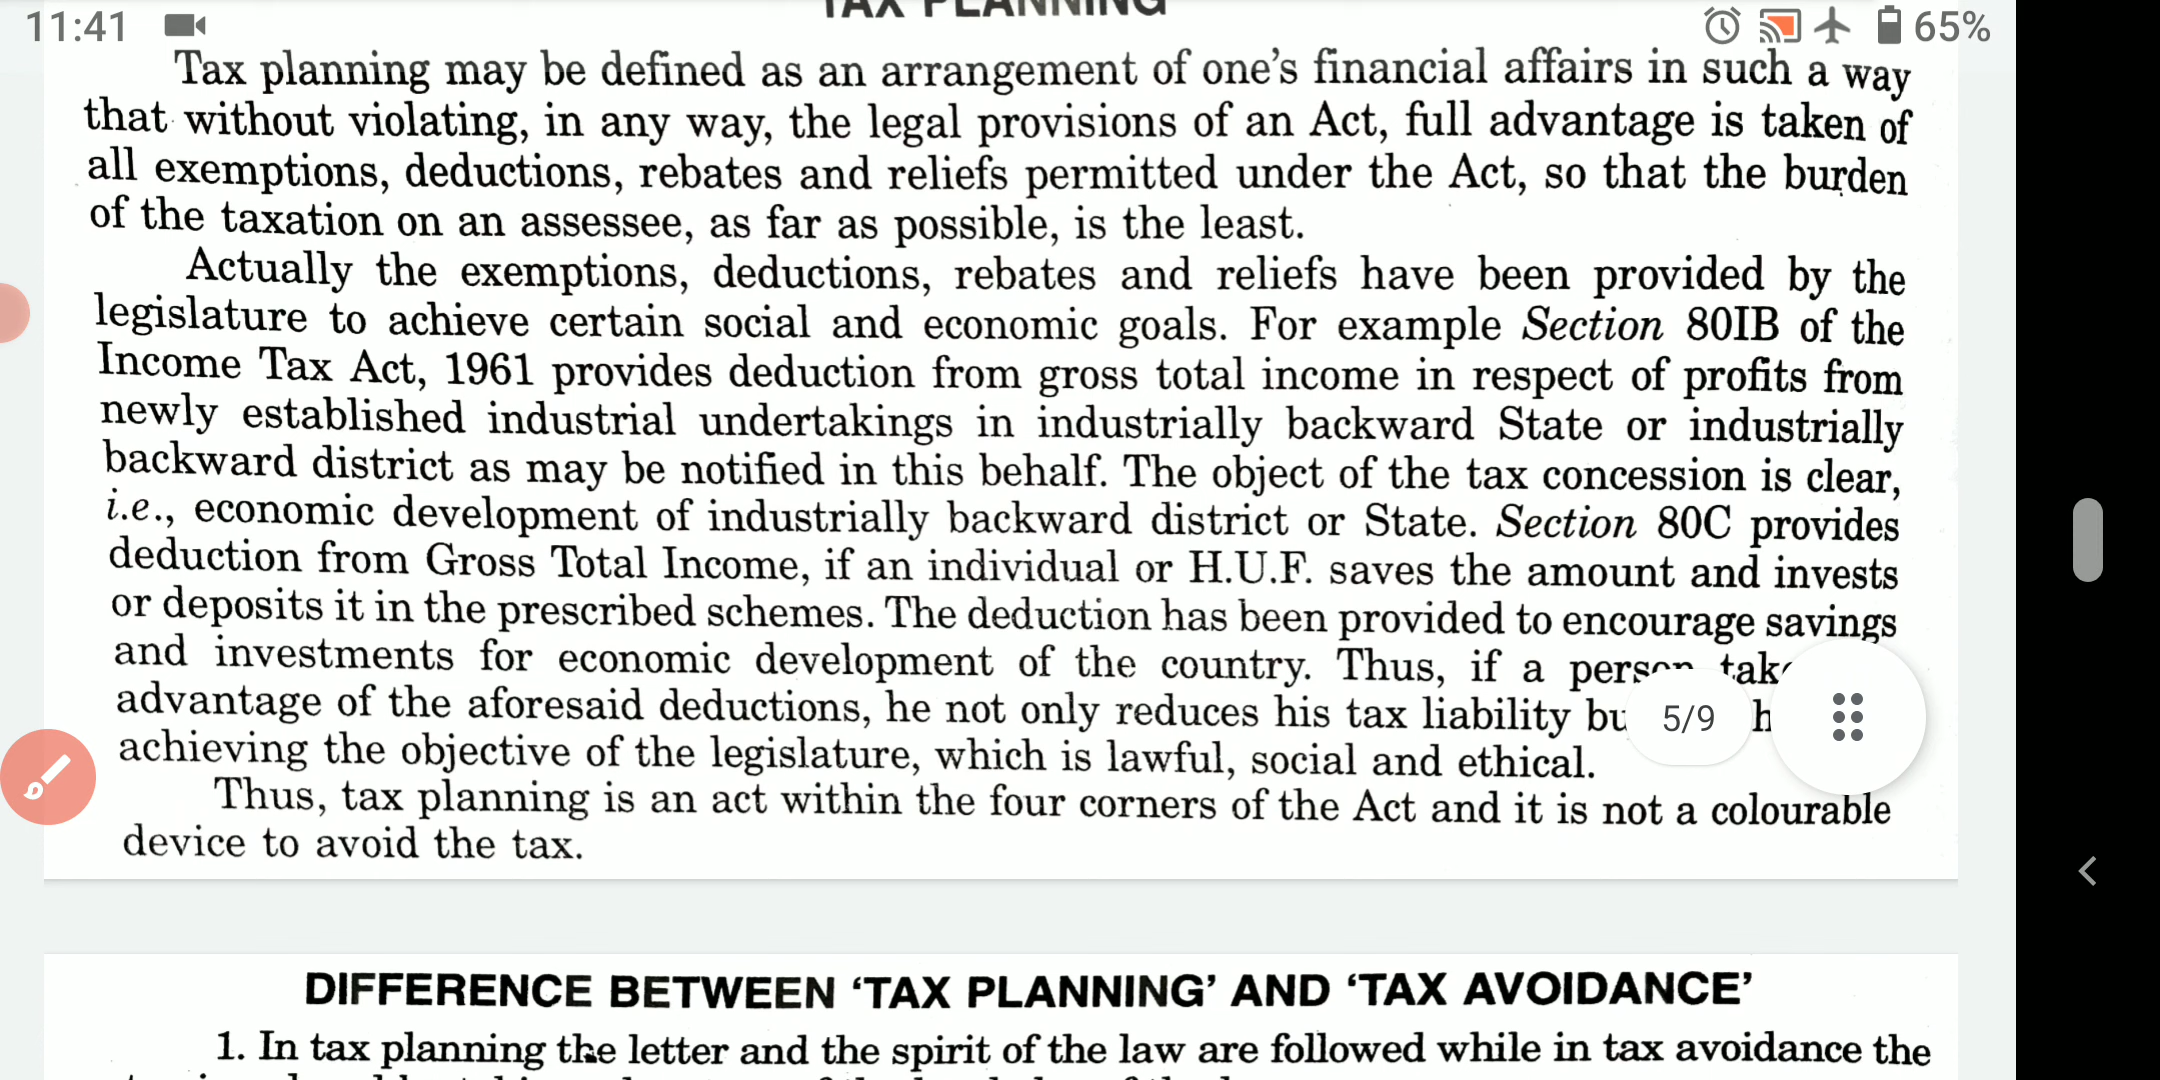 TAX PLANNING
11:41
65%
Tax planning may be defined as an arrangement of one's financial affairs in such a way
that without violating, in any way, the legal provisions of an Act, full advantage is taken of
all exemptions, deductions, rebates and reliefs permitted under the Act, so that the burden
of the taxation on an assessee, as far as possible, is the least.
Actually the exemptions, deductions, rebates and reliefs have been provided by the
legislature to achieve certain social and economic goals. For example Section 80IB of the
Income Tax Act, 1961 provides deduction from gross total income in respect of profits from
newly established industrial undertakings in industrially backward State or industrially
backward district as may be notified in this behalf. The object of the tax concession is clear,
i.e., economic development of industrially backward district or State. Section 80C provides
deduction from Gross Total Income, if an individual or H.U.F. saves the amount and invests
or deposits it in the prescribed schemes. The deduction has been provided to encourage savings
and investments for economic development of the country. Thus, if a person
advantage of the aforesaid deductions, he not only reduces his tax liability
5/9
achieving the objective of the legislature, which is lawful, social and ethical.
Thus, tax planning is an act within the four corners of the Act and it is not a colourable
device to avoid the tax.
DIFFERENCE BETWEEN 'TAX PLANNING' AND 'TAX AVOIDANCE'
1. In tax planning the letter and the spirit of the law are followed while in tax avoidance the